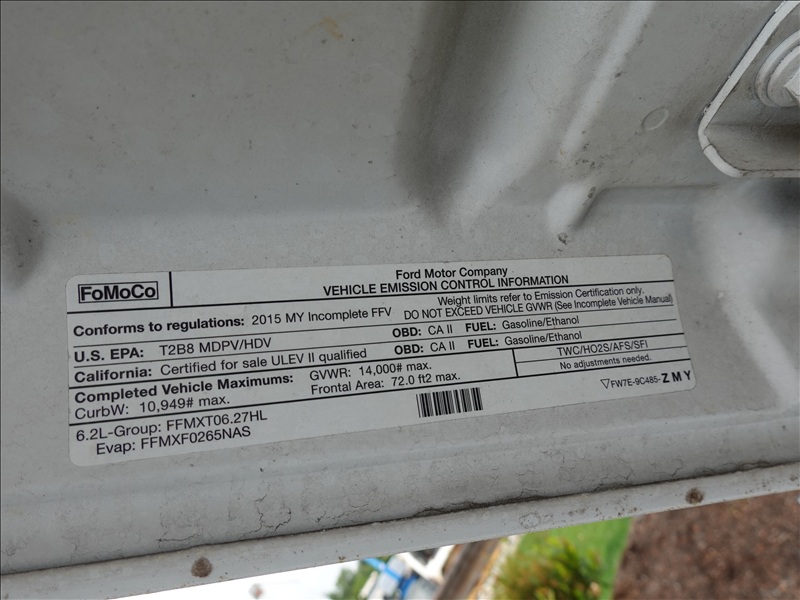 FoMoCo
Ford Motor Company
VEHICLE EMISSION CONTROL INFORMATION
Conforms to regulations: 2015 MY Incomplete FFV
Weight limits refer to Emission Certification only.
DO NOT EXCEED VEHICLE GVWR (See Incomplete Vehicle Manual)
U.S. EPA: T2B8 MDPV/HDV OBD: CA II FUEL: Gasoline/Ethanol
California: Certified for sale ULEV II qualified OBD: CA II FUEL: Gasoline/Ethanol
Completed Vehicle Maximums: GVWR: 14,000# max.
CurbW: 10,949# max. Frontal Area: 72.0 ft2 max.
TWC/HO2S/AFS/SFI
No adjustments needed.
6.2L-Group: FFMXT06.27HL
Evap: FFMXF0265NAS
FW7E-9C485-ZMY